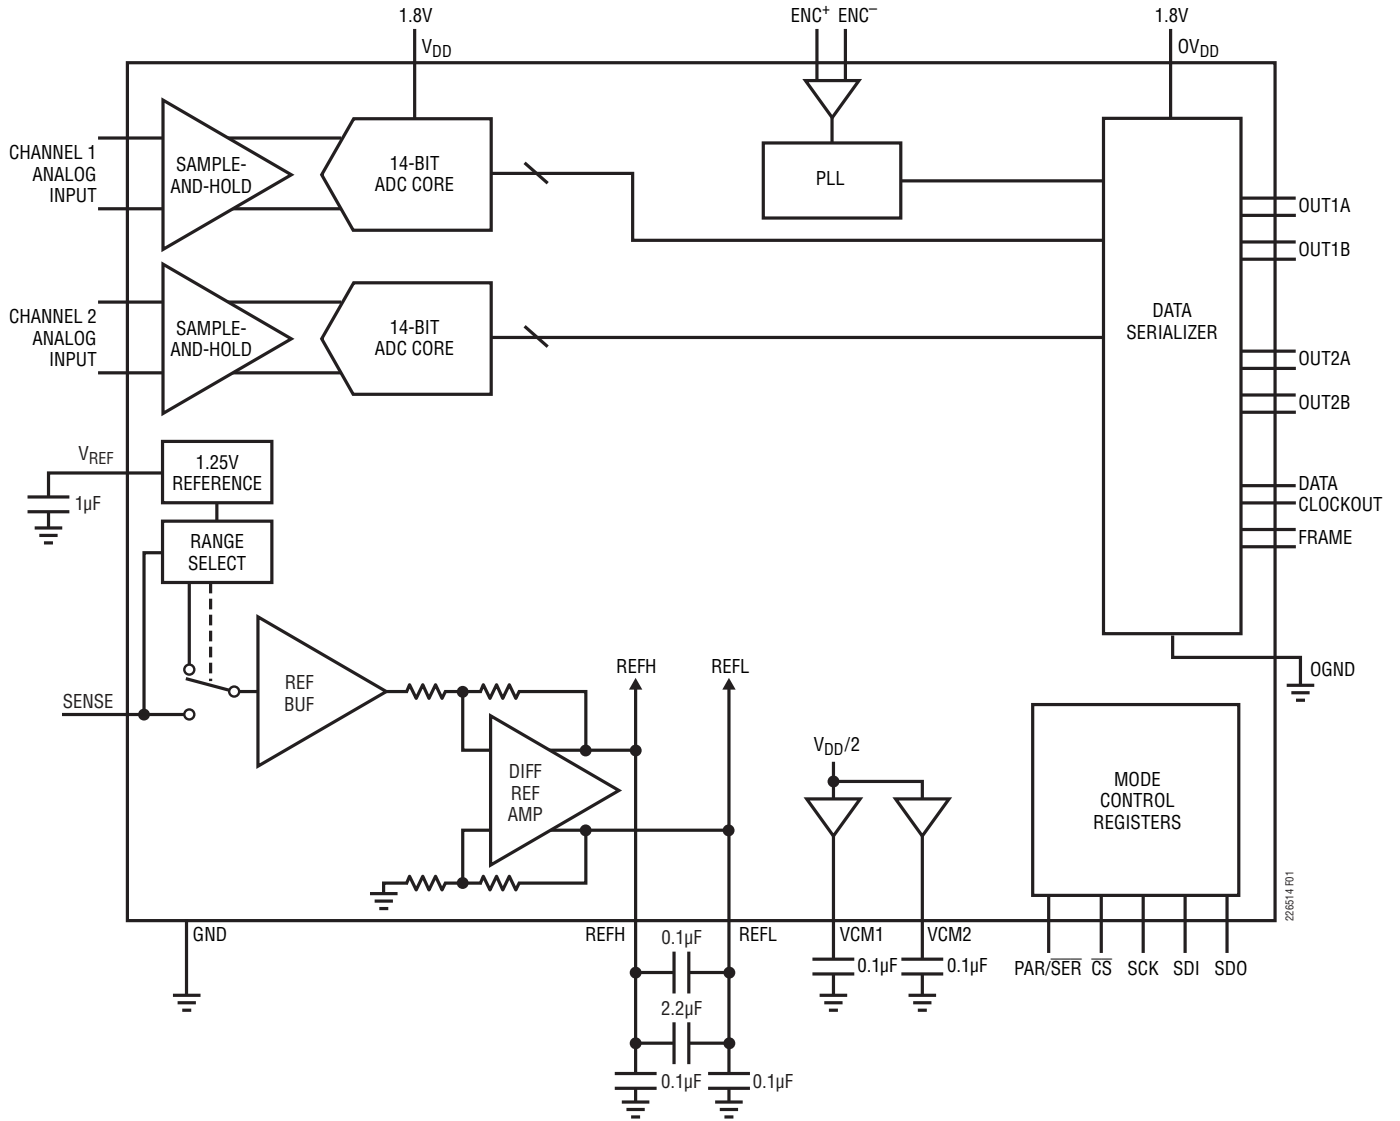 1.8V
ENC+ ENC−
1.8V
VDD
OVDD
CHANNEL 1
ANALOG
INPUT
SAMPLE-
AND-HOLD
14-BIT
ADC CORE
PLL
OUT1A
OUT1B
CHANNEL 2
ANALOG
INPUT
SAMPLE-
AND-HOLD
14-BIT
ADC CORE
DATA
SERIALIZER
OUT2A
OUT2B
VREF
1.25V
REFERENCE
1µF
DATA
CLOCKOUT
FRAME
RANGE
SELECT
REFH
REFL
OGND
SENSE
REF
BUF
DIFF
REF
AMP
VDD/2
MODE
CONTROL
REGISTERS
226514 F01
GND
REFH
0.1µF
REFL
VCM1
0.1µF
VCM2
0.1µF
PAR/S̅E̅R̅
C̅S̅
SCK
SDI
SDO
2.2µF
0.1µF
0.1µF